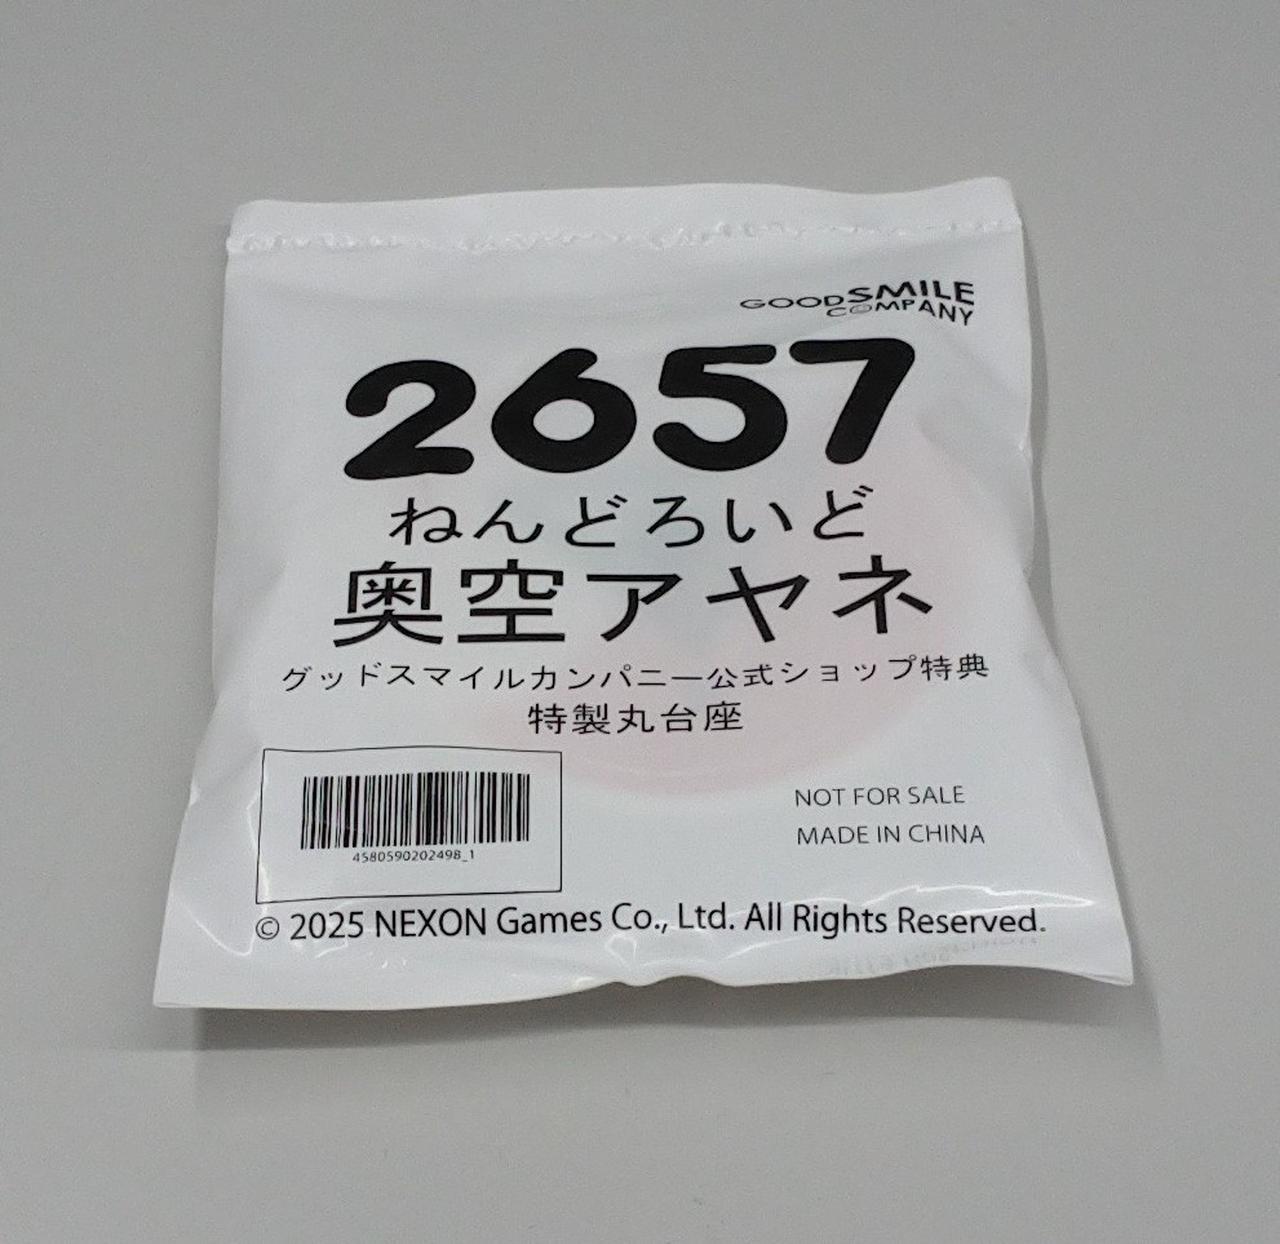 GOODSMILE
COMPANY
2657
ねんどろいど
奥空アヤネ
グッドスマイルカンパニー公式ショップ特典
特製丸台座
4580590202498_1
NOT FOR SALE
MADE IN CHINA
© 2025 NEXON Games Co., Ltd. All Rights Reserved.